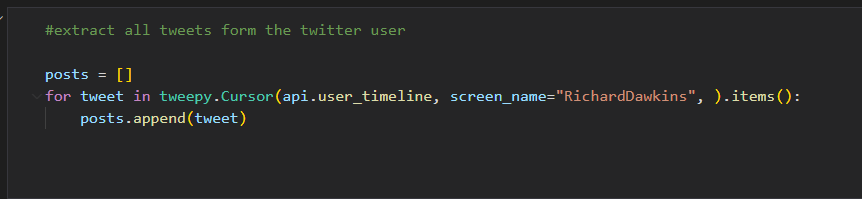 #extract all tweets form the twitter user
posts = []
for tweet in tweepy.Cursor(api.user_timeline, screen_name="RichardDawkins", ).items():
posts.append(tweet)